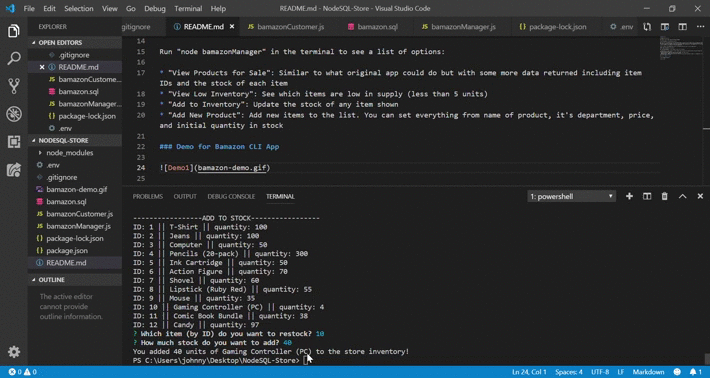 File Edit Selection View Go Debug Terminal Help
README.md - NodeSQL-Store - Visual Studio Code
EXPLORER
OPEN EDITORS
.gitignore
README.md
bamazonCustome...
bamazon.sql
bamazonManager...
package-lock.json
.env
NODESQL-STORE
node_modules
.env
.gitignore
bamazon-demo.gif
bamazon.sql
bamazonCustomer.js
bamazonManager.js
package-lock.json
package.json
README.md
OUTLINE
The active editor
cannot provide
outline information.
gitignore README.md bamazonCustomer.js bamazon.sql bamazonManager.js package-lock.json .env
14
15 Run "node bamazonManager" in the terminal to see a list of options:
16
17 * "View Products for Sale": Similar to what original app could do but with some more data returned including item
IDs and the stock of each item
18 * "View Low Inventory": See which items are low in supply (less than 5 units)
19 * "Add to Inventory": Update the stock of any item shown
20 * "Add New Product": Add new items to the list. You can set everything from name of product, it's department, price,
and initial quantity in stock
21
22 ### Demo for Bamazon CLI App
23
24 ![Demo1](bamazon-demo.gif)
25
PROBLEMS OUTPUT DEBUG CONSOLE TERMINAL 1: powershell
-----------------ADD TO STOCK-----------------
ID: 1 || T-Shirt || quantity: 100
ID: 2 || Jeans || quantity: 100
ID: 3 || Computer || quantity: 50
ID: 4 || Pencils (20-pack) || quantity: 300
ID: 5 || Ink Cartridge || quantity: 50
ID: 6 || Action Figure || quantity: 70
ID: 7 || Shovel || quantity: 60
ID: 8 || Lipstick (Ruby Red) || quantity: 55
ID: 9 || Mouse || quantity: 35
ID: 10 || Gaming Controller (PC) || quantity: 4
ID: 11 || Comic Book Bundle || quantity: 38
ID: 12 || Candy || quantity: 97
? Which item (by ID) do you want to restock? 10
? How much stock do you want to add? 40
You added 40 units of Gaming Controller (PC) to the store inventory!
PS C:\Users\johnny\Desktop\NodeSQL-Store>
0 0 Ln 24, Col 1 Spaces: 4 UTF-8 LF Markdown 1